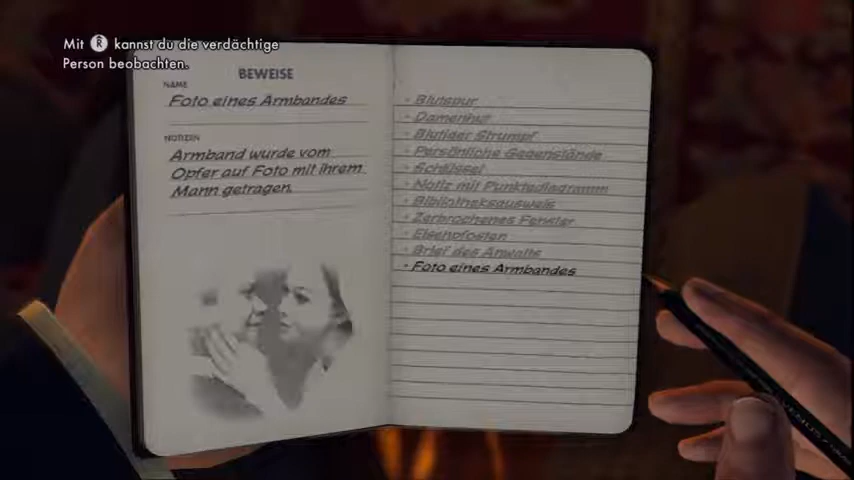 Mit R kannst du die verdächtige
Person beobachten.
BEWEISE
NAME
Foto eines Armbandes
NOTIZEN
Armband wurde vom
Opfer auf Foto mit ihrem
Mann getragen.
- Blutspur
- Damenhut
- Blutiger Strumpf
- Persönliche Gegenstände
- Schlüssel
- Notiz mit Punktediagramm
- Bibliotheksausweis
- Zerbrochenes Fenster
- Eisenpfosten
- Brief des Anwalts
- Foto eines Armbandes